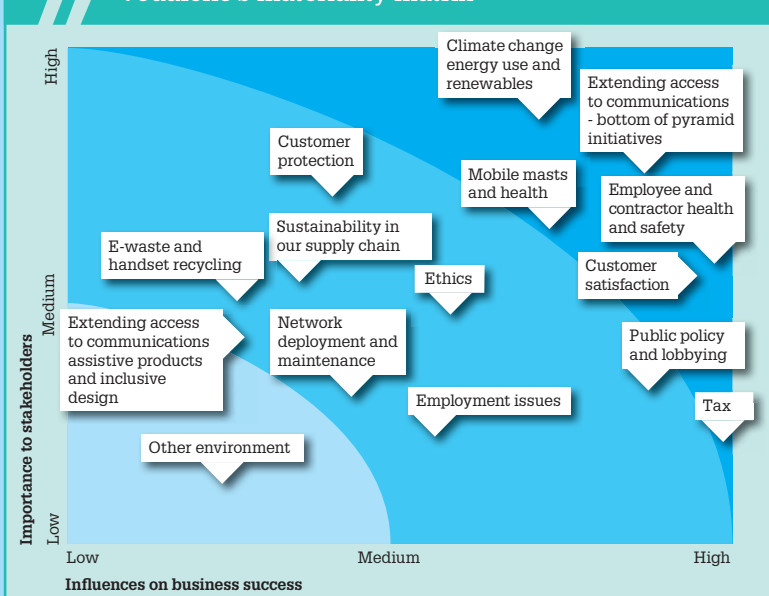 Vodafone's materiality matrix
High
Climate change
energy use and
renewables
Extending access
to communications
- bottom of pyramid
initiatives
Customer
protection
Mobile masts
and health
Employee and
contractor health
and safety
Sustainability in
our supply chain
E-waste and
handset recycling
Customer
satisfaction
Ethics
Medium
Extending access
to communications
assistive products
and inclusive
design
Network
deployment and
maintenance
Public policy
and lobbying
Employment issues
Tax
Other environment
Importance to stakeholders
Low
Low
Medium
High
Influences on business success